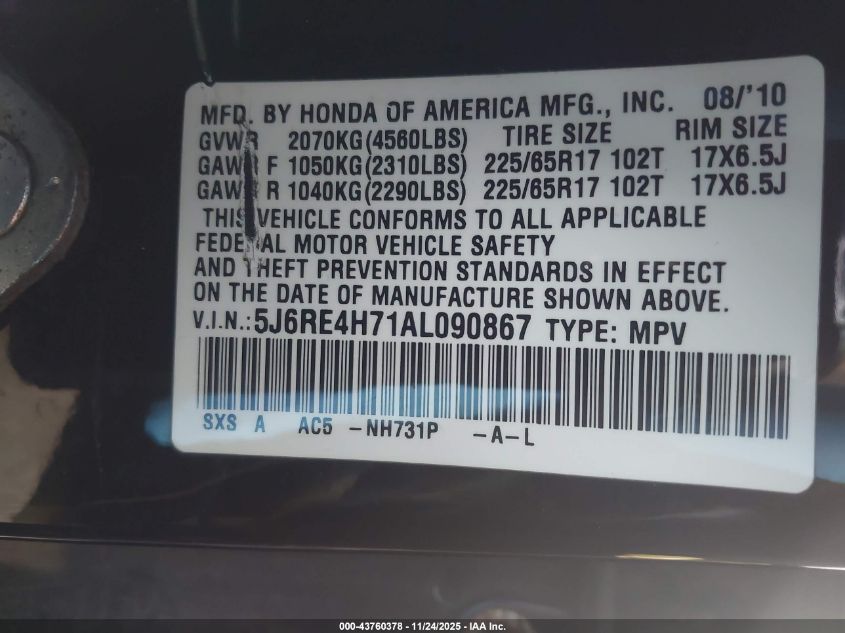 MFD. BY HONDA OF AMERICA MFG., INC. 08/'10
GVWR 2070KG(4560LBS) TIRE SIZE RIM SIZE
GAWR F 1050KG(2310LBS) 225/65R17 102T 17X6.5J
GAWR R 1040KG(2290LBS) 225/65R17 102T 17X6.5J
THIS VEHICLE CONFORMS TO ALL APPLICABLE
FEDERAL MOTOR VEHICLE SAFETY
AND THEFT PREVENTION STANDARDS IN EFFECT
ON THE DATE OF MANUFACTURE SHOWN ABOVE.
V.I.N.:5J6RE4H71AL090867 TYPE: MPV
SXS A AC5 -NH731P -A-L
000-43760378 - 11/24/2025 - IAA Inc.